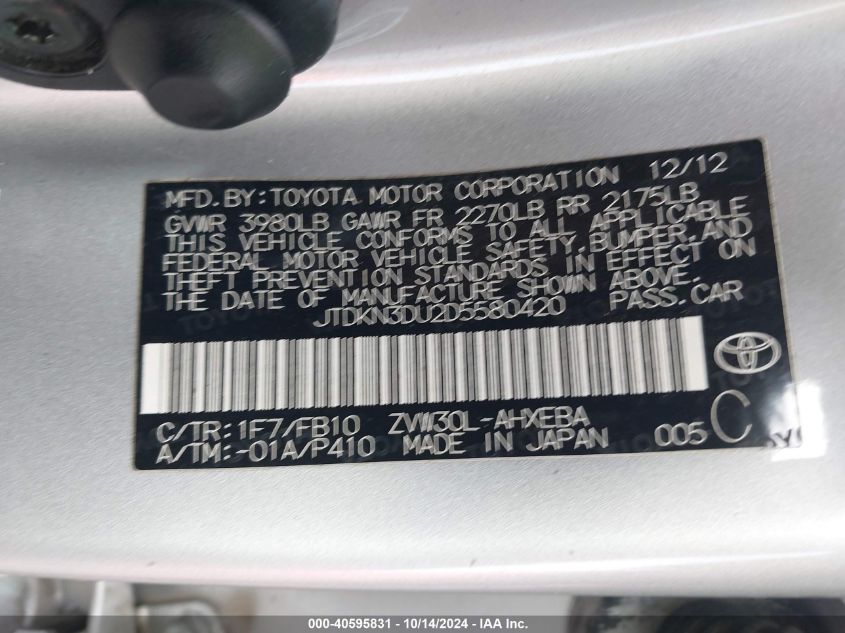 MFD. BY: TOYOTA MOTOR CORPORATION 12/12
GVWR 3980LB GAWR FR 2270LB RR 2175LB
THIS VEHICLE CONFORMS TO ALL APPLICABLE
FEDERAL MOTOR VEHICLE SAFETY, BUMPER, AND
THEFT PREVENTION STANDARDS IN EFFECT ON
THE DATE OF MANUFACTURE SHOWN ABOVE.
JTDKN3DU2D5580420 PASS. CAR
C/TR: 1F7/FB10 ZVW30L-AHXEBA
A/TM: -01A/P410 MADE IN JAPAN 005 C
000-40595831 - 10/14/2024 - IAA Inc.